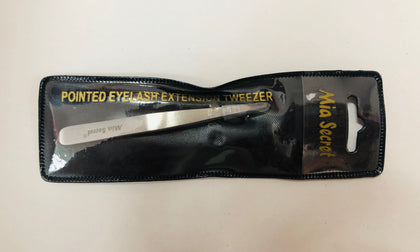 POINTED EYELASH EXTENSION TWEEZER
Mia Secret®
Mia Secret